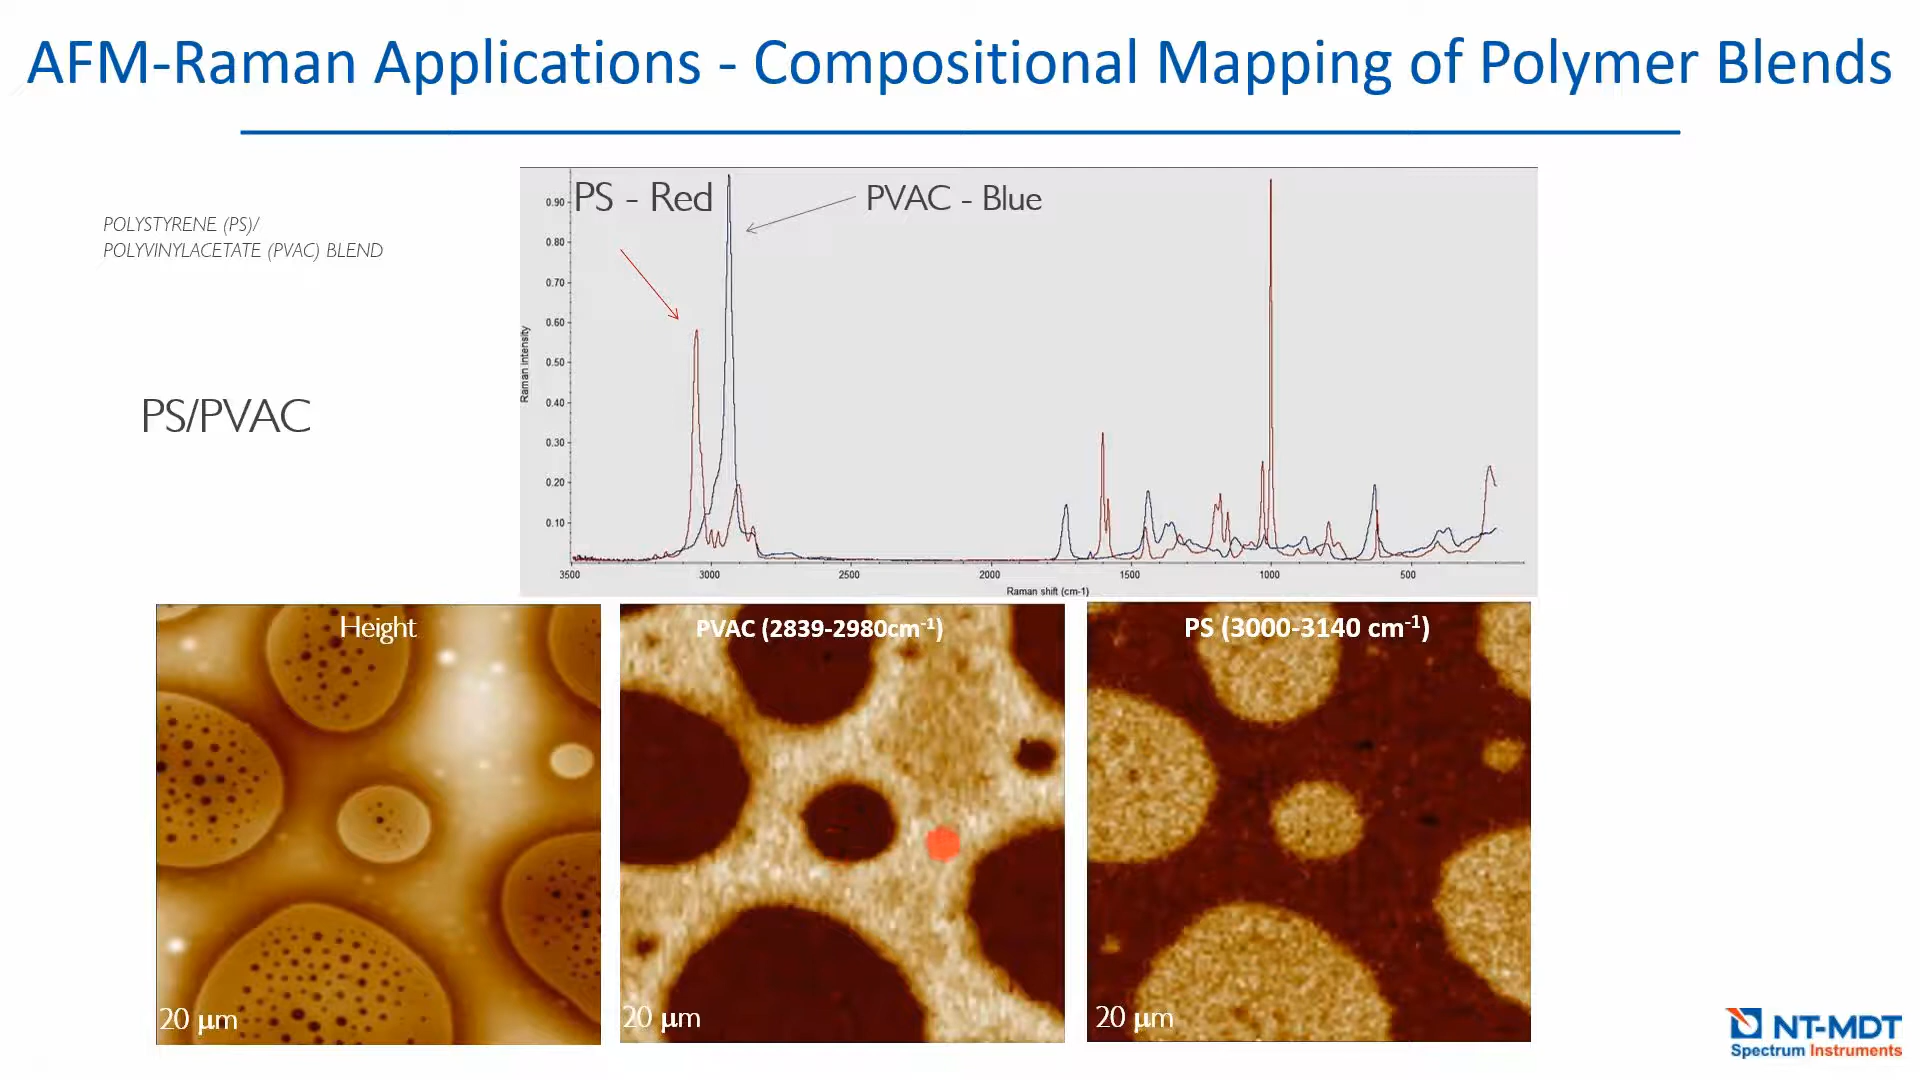 AFM-Raman Applications - Compositional Mapping of Polymer Blends
POLYSTYRENE (PS)/
POLYVINYLACETATE (PVAC) BLEND
PS/PVAC
PS - Red
PVAC - Blue
Raman intensity
0.90
0.80
0.70
0.60
0.50
0.40
0.30
0.20
0.10
3500 3000 2500 2000 1500 1000 500
Raman shift (cm-1)
Height
20 μm
PVAC (2839-2980cm⁻¹)
20 μm
PS (3000-3140 cm⁻¹)
20 μm
NT-MDT
Spectrum Instruments